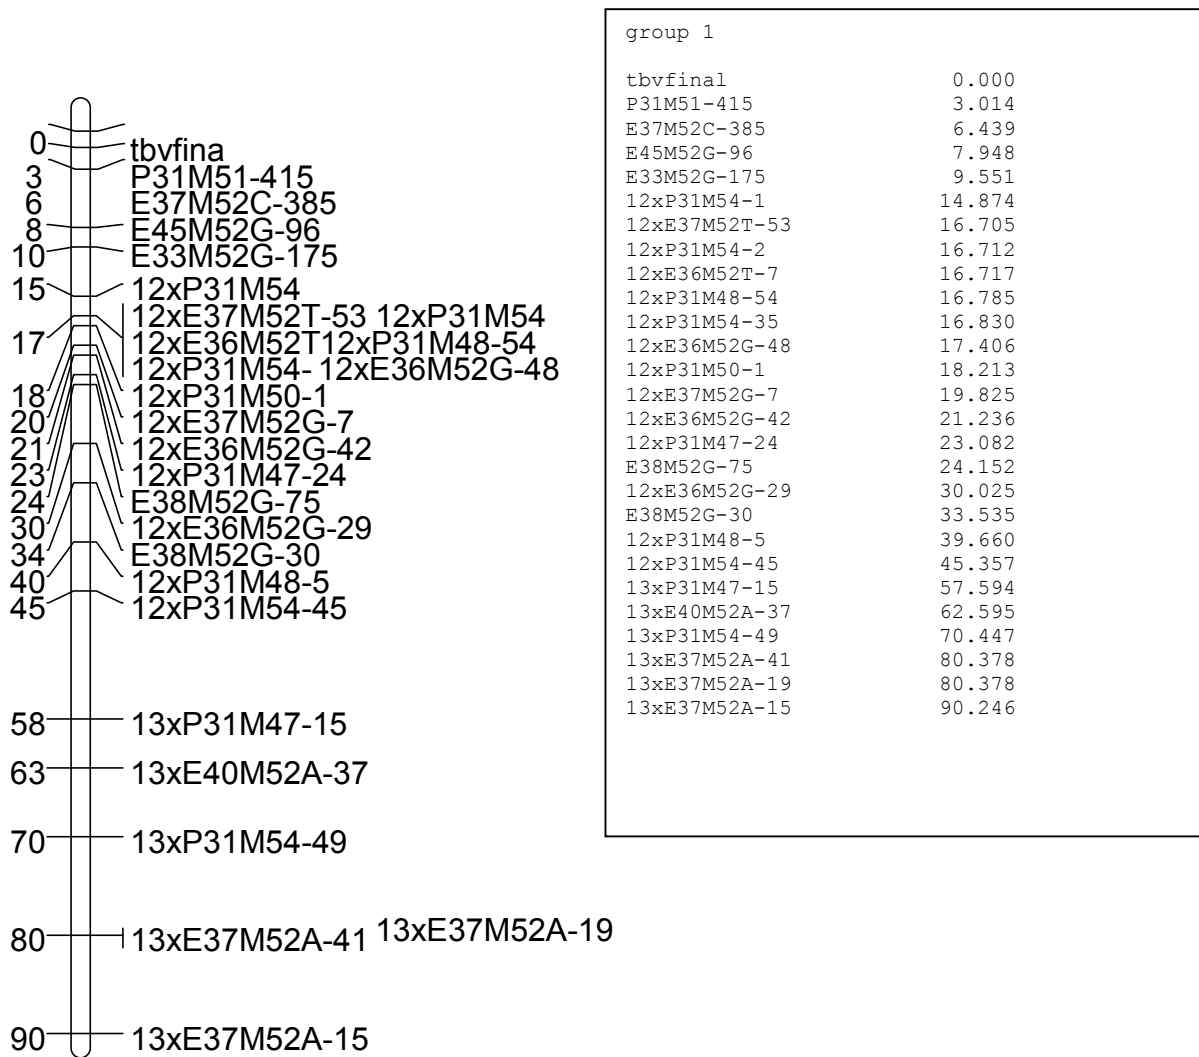 group 1
tbvfinal 0.000
P31M51-415 3.014
E37M52C-385 6.439
E45M52G-96 7.948
E33M52G-175 9.551
12xP31M54-1 14.874
12xE37M52T-53 16.705
12xP31M54-2 16.712
12xE36M52T-7 16.717
12xP31M48-54 16.785
12xP31M54-35 16.830
12xE36M52G-48 17.406
12xP31M50-1 18.213
12xE37M52G-7 19.825
12xE36M52G-42 21.236
12xP31M47-24 23.082
E38M52G-75 24.152
12xE36M52G-29 30.025
E38M52G-30 33.535
12xP31M48-5 39.660
12xP31M54-45 45.357
13xP31M47-15 57.594
13xE40M52A-37 62.595
13xP31M54-49 70.447
13xE37M52A-41 80.378
13xE37M52A-19 80.378
13xE37M52A-15 90.246
0 tbvfina
3 P31M51-415
6 E37M52C-385
8 E45M52G-96
10 E33M52G-175
15 12xP31M54
12xE37M52T-53 12xP31M54
17 12xE36M52T12xP31M48-54
12xP31M54- 12xE36M52G-48
18 12xP31M50-1
20 12xE37M52G-7
21 12xE36M52G-42
23 12xP31M47-24
24 E38M52G-75
30 12xE36M52G-29
34 E38M52G-30
40 12xP31M48-5
45 12xP31M54-45
58 13xP31M47-15
63 13xE40M52A-37
70 13xP31M54-49
80 13xE37M52A-41 13xE37M52A-19
90 13xE37M52A-15